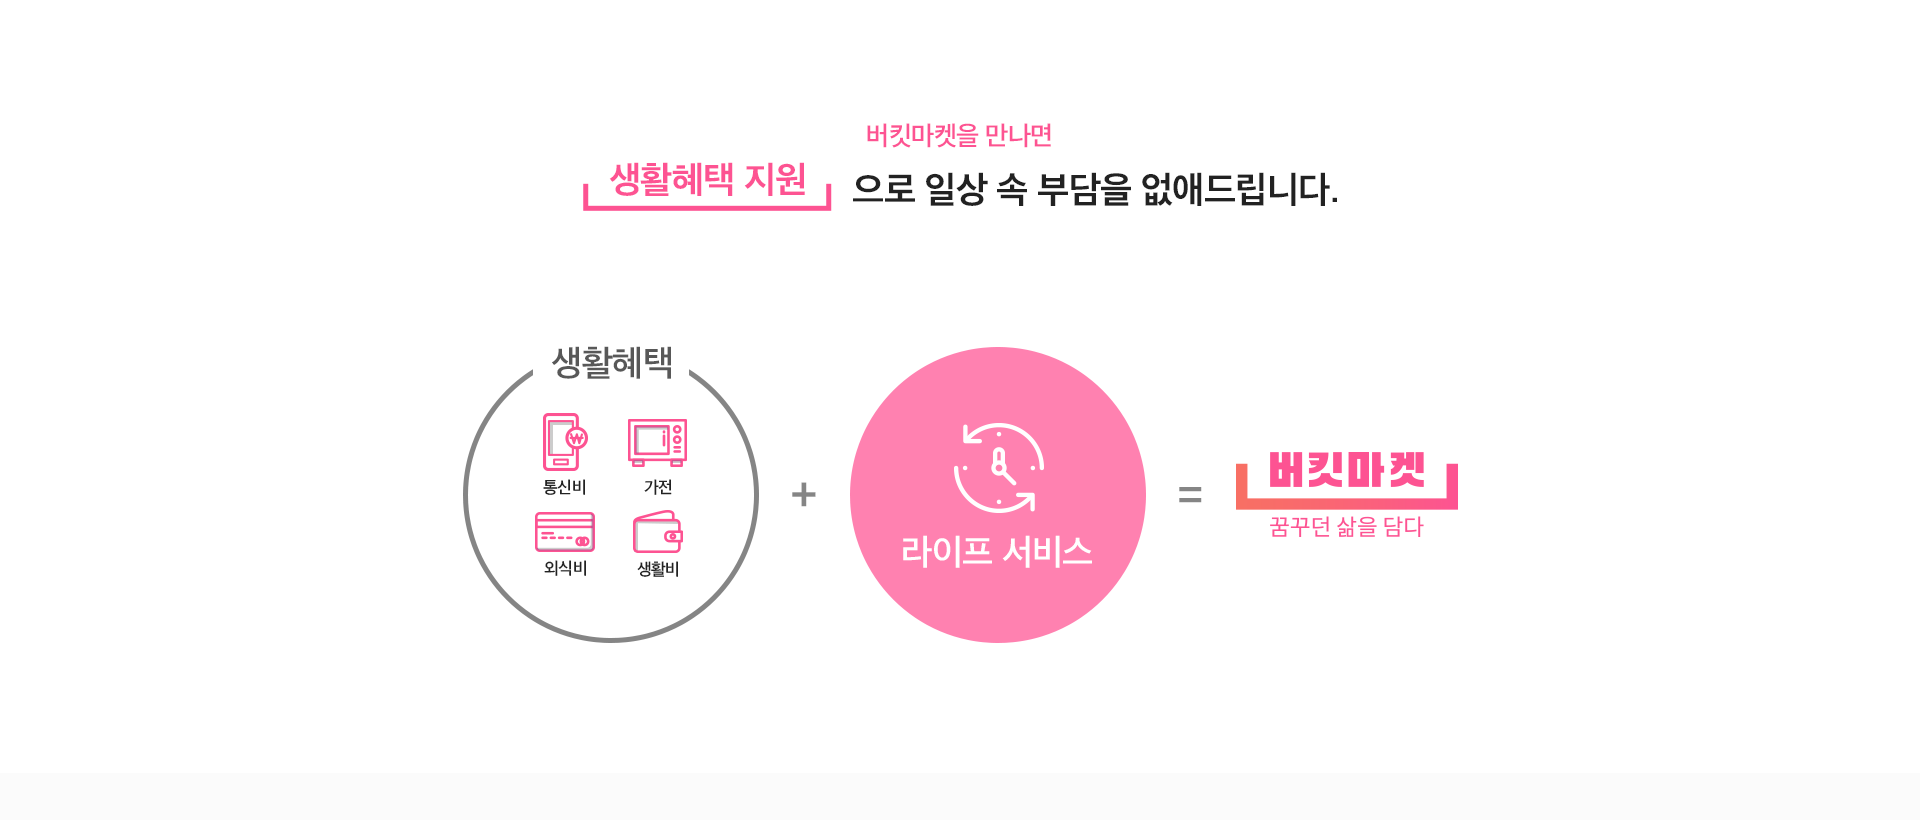 버킷마켓을 만나면
생활혜택 지원 으로 일상 속 부담을 없애드립니다.
생활혜택
₩
통신비
가전
외식비
생활비
+
라이프 서비스
=
버킷마켓
꿈꾸던 삶을 담다